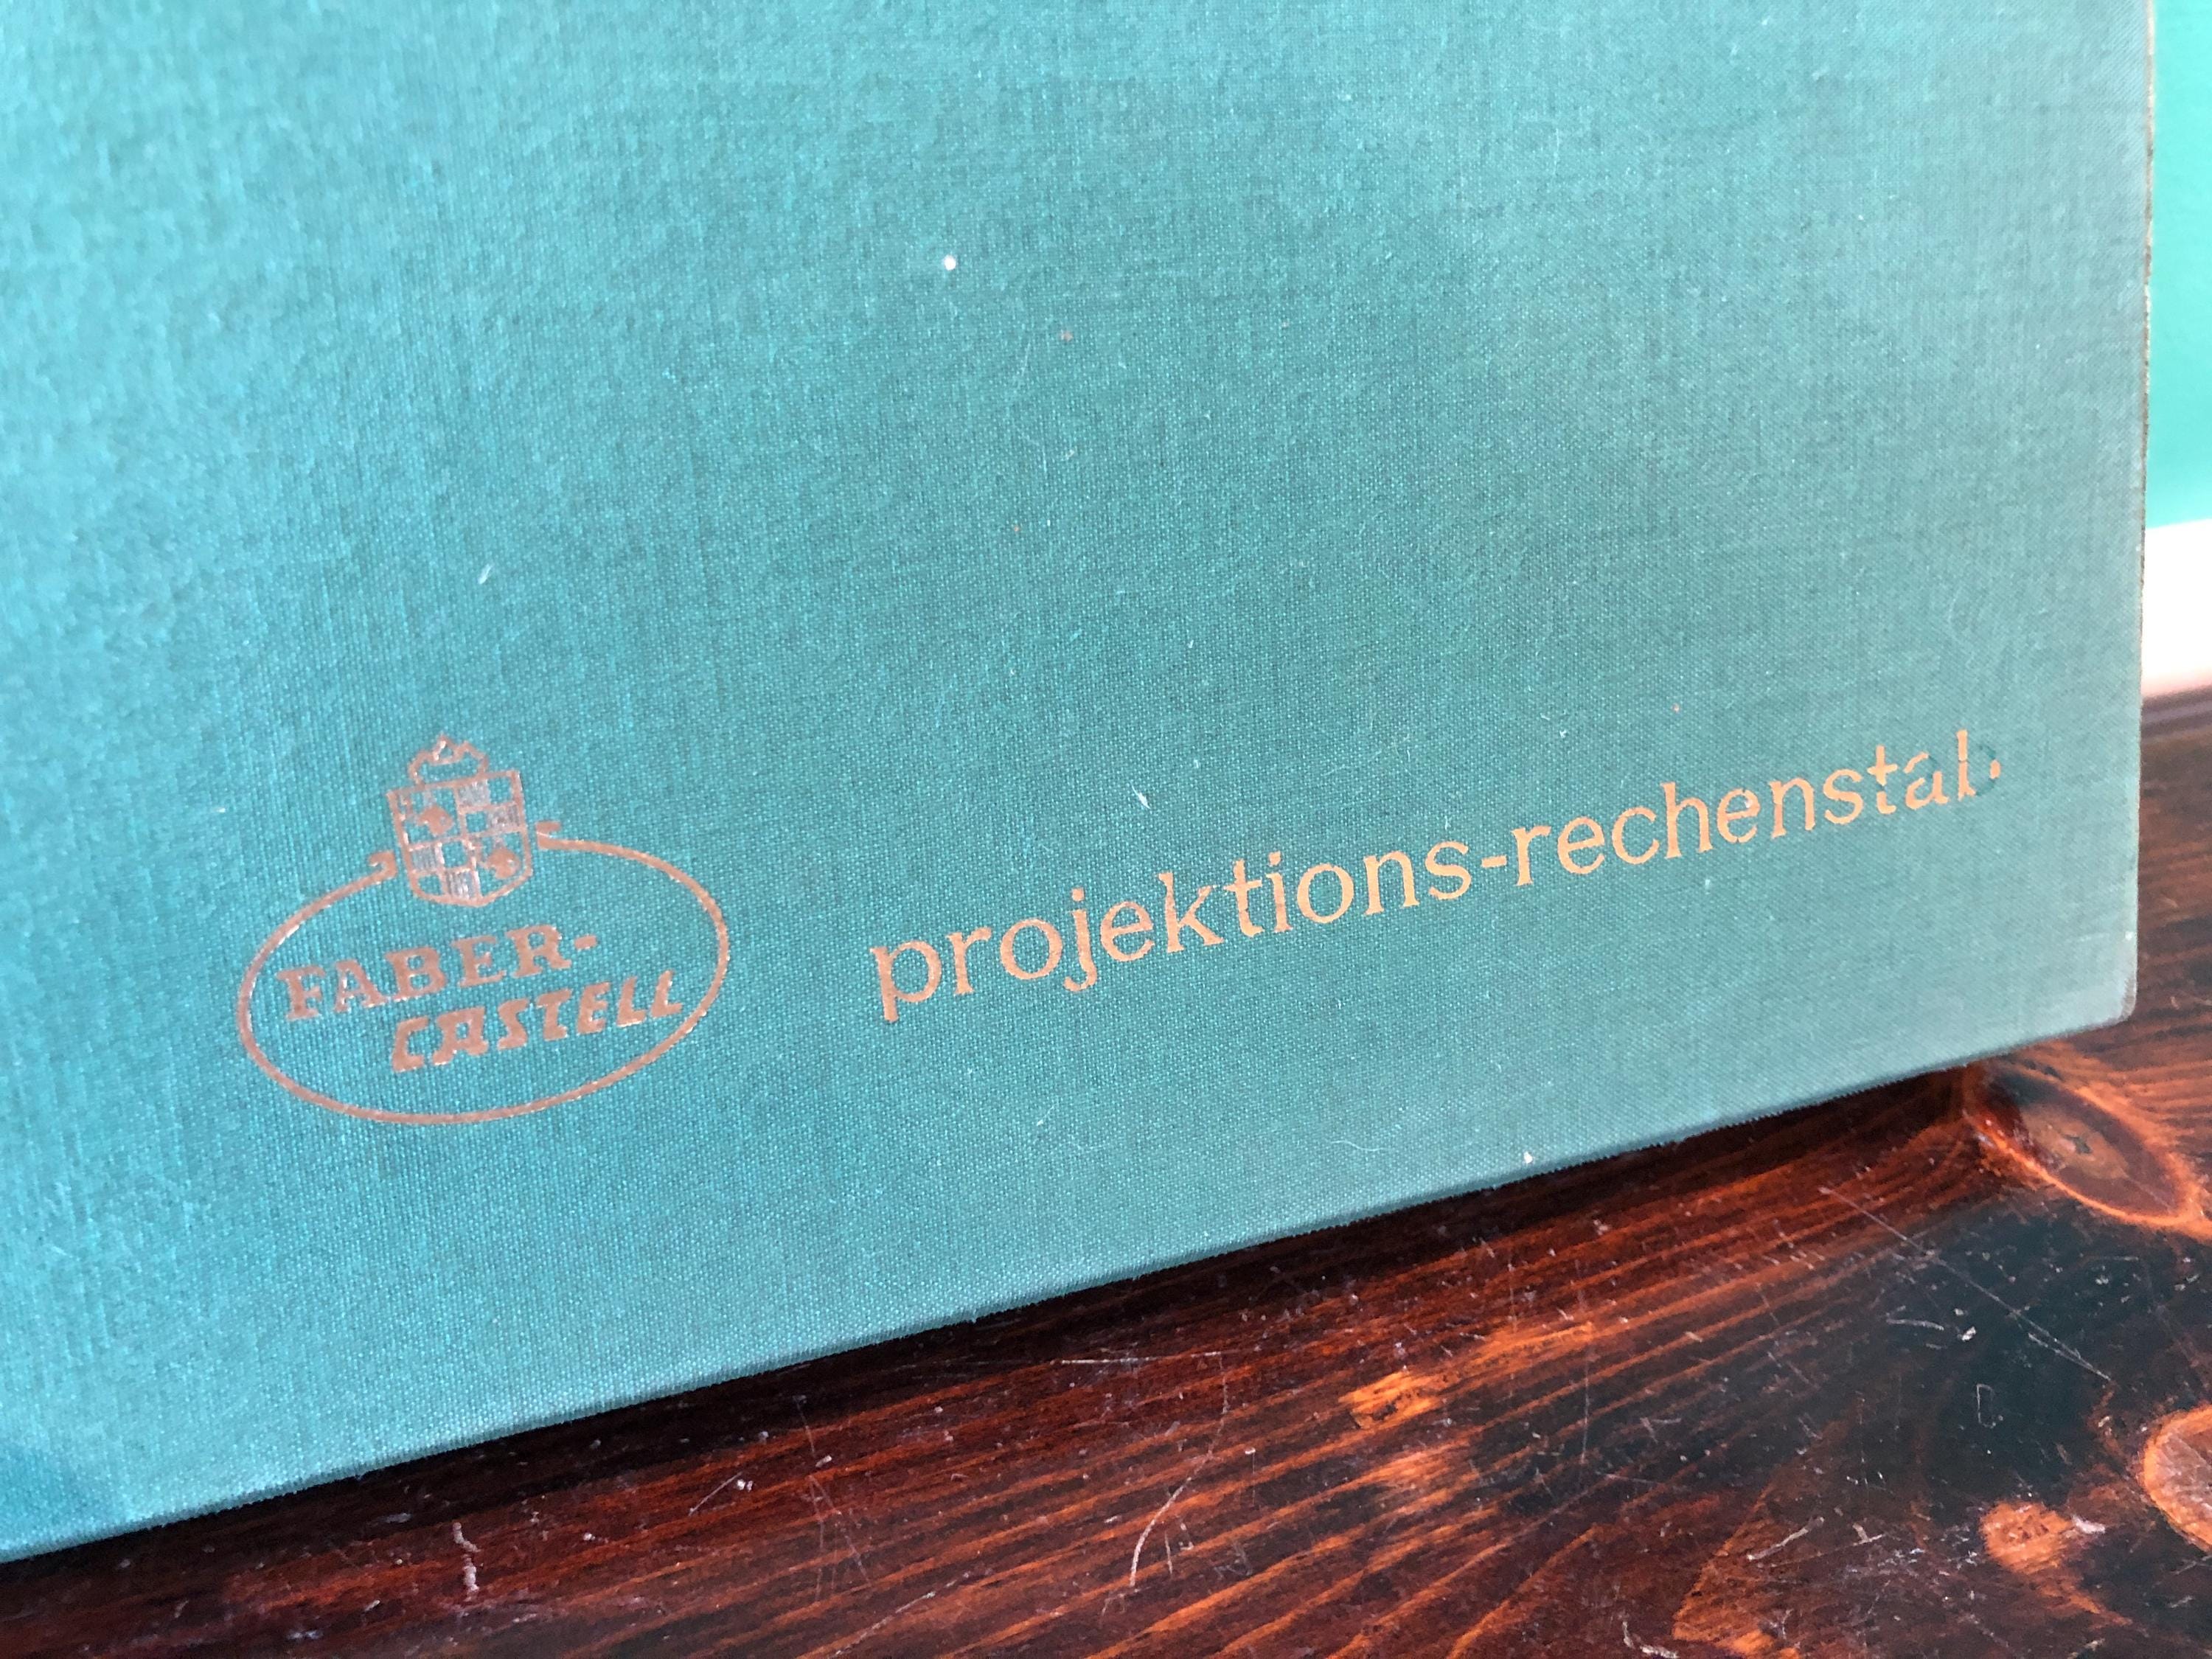 FABER-
CASTELL
projektions-rechenstab